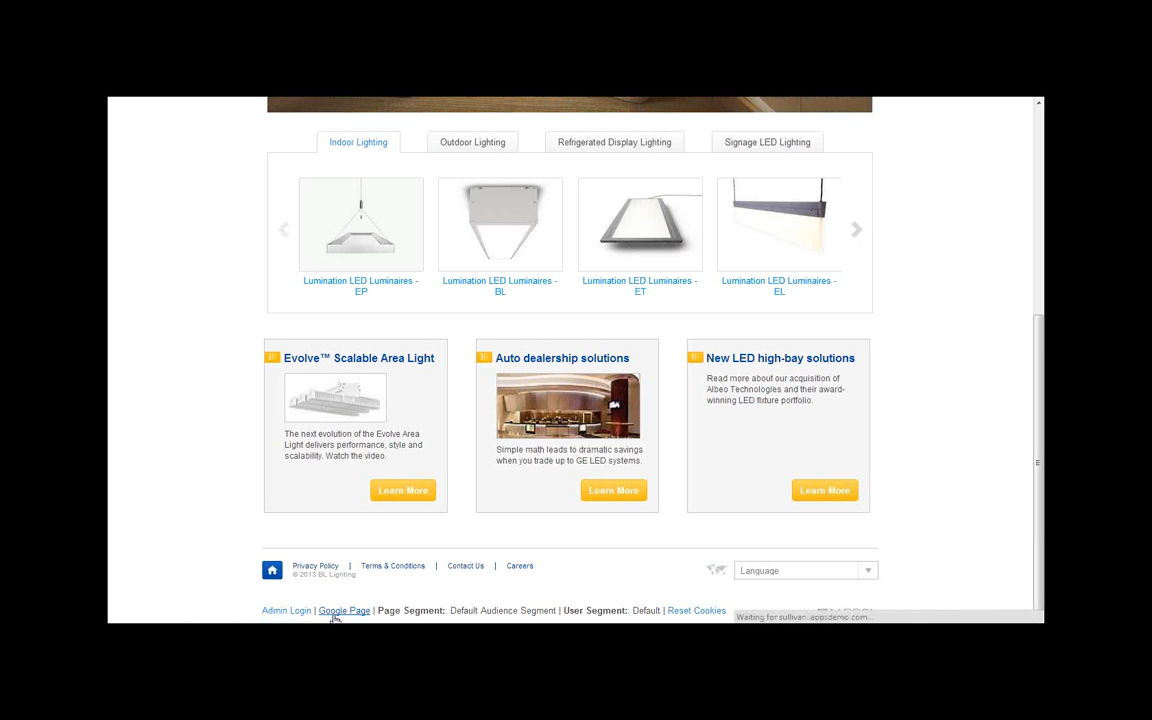 Indoor Lighting
Outdoor Lighting
Refrigerated Display Lighting
Signage LED Lighting
Lumination LED Luminaires -
EP
Lumination LED Luminaires -
BL
Lumination LED Luminaires -
ET
Lumination LED Luminaires -
EL
Evolve™ Scalable Area Light
The next evolution of the Evolve Area
Light delivers performance, style and
scalability. Watch the video.
Learn More
Auto dealership solutions
Simple math leads to dramatic savings
when you trade up to GE LED systems.
Learn More
New LED high-bay solutions
Read more about our acquisition of
Albeo Technologies and their award-
winning LED fixture portfolio.
Learn More
Privacy Policy | Terms & Conditions | Contact Us | Careers
© 2013 BL Lighting
Language
Admin Login | Google Page | Page Segment:: Default Audience Segment | User Segment:: Default | Reset Cookies
Waiting for sullivan.appsdemo.com...